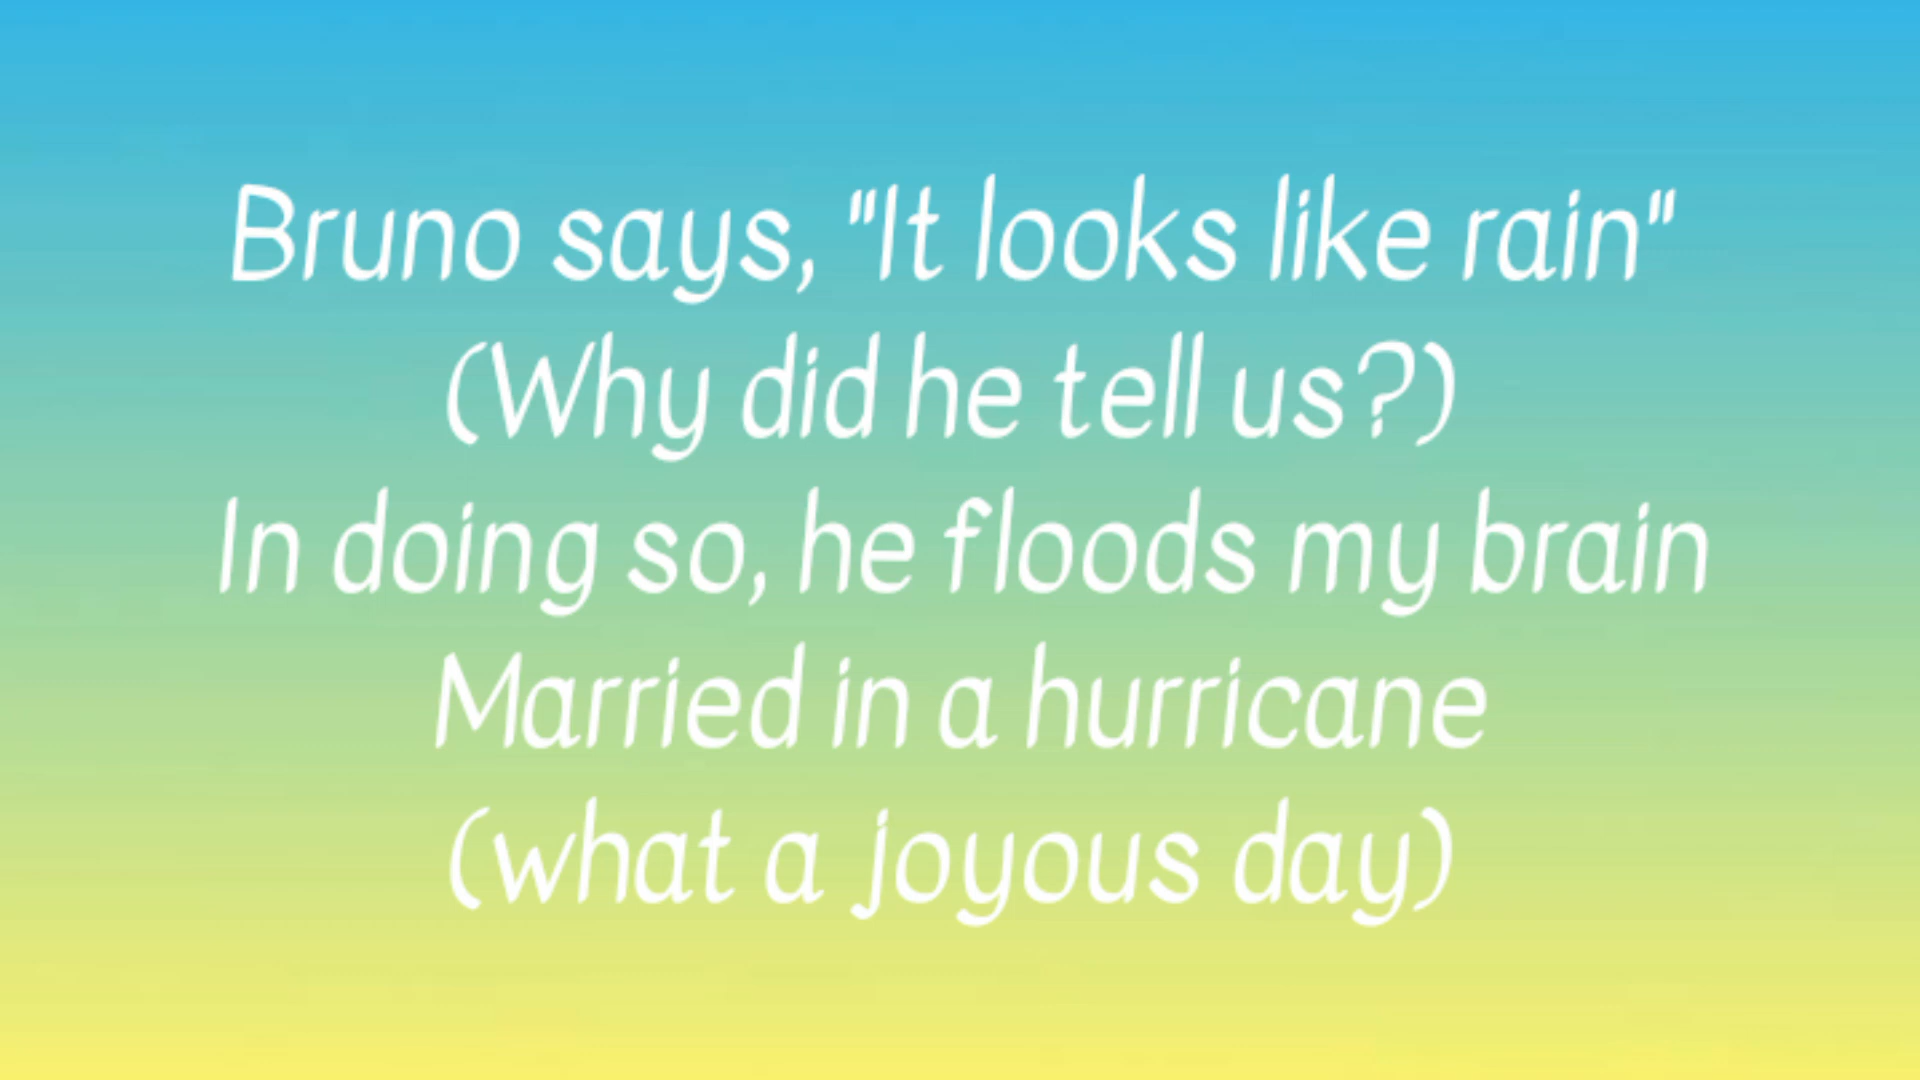 Bruno says, "It looks like rain"
(Why did he tell us?)
In doing so, he floods my brain
Married in a hurricane
(what a joyous day)